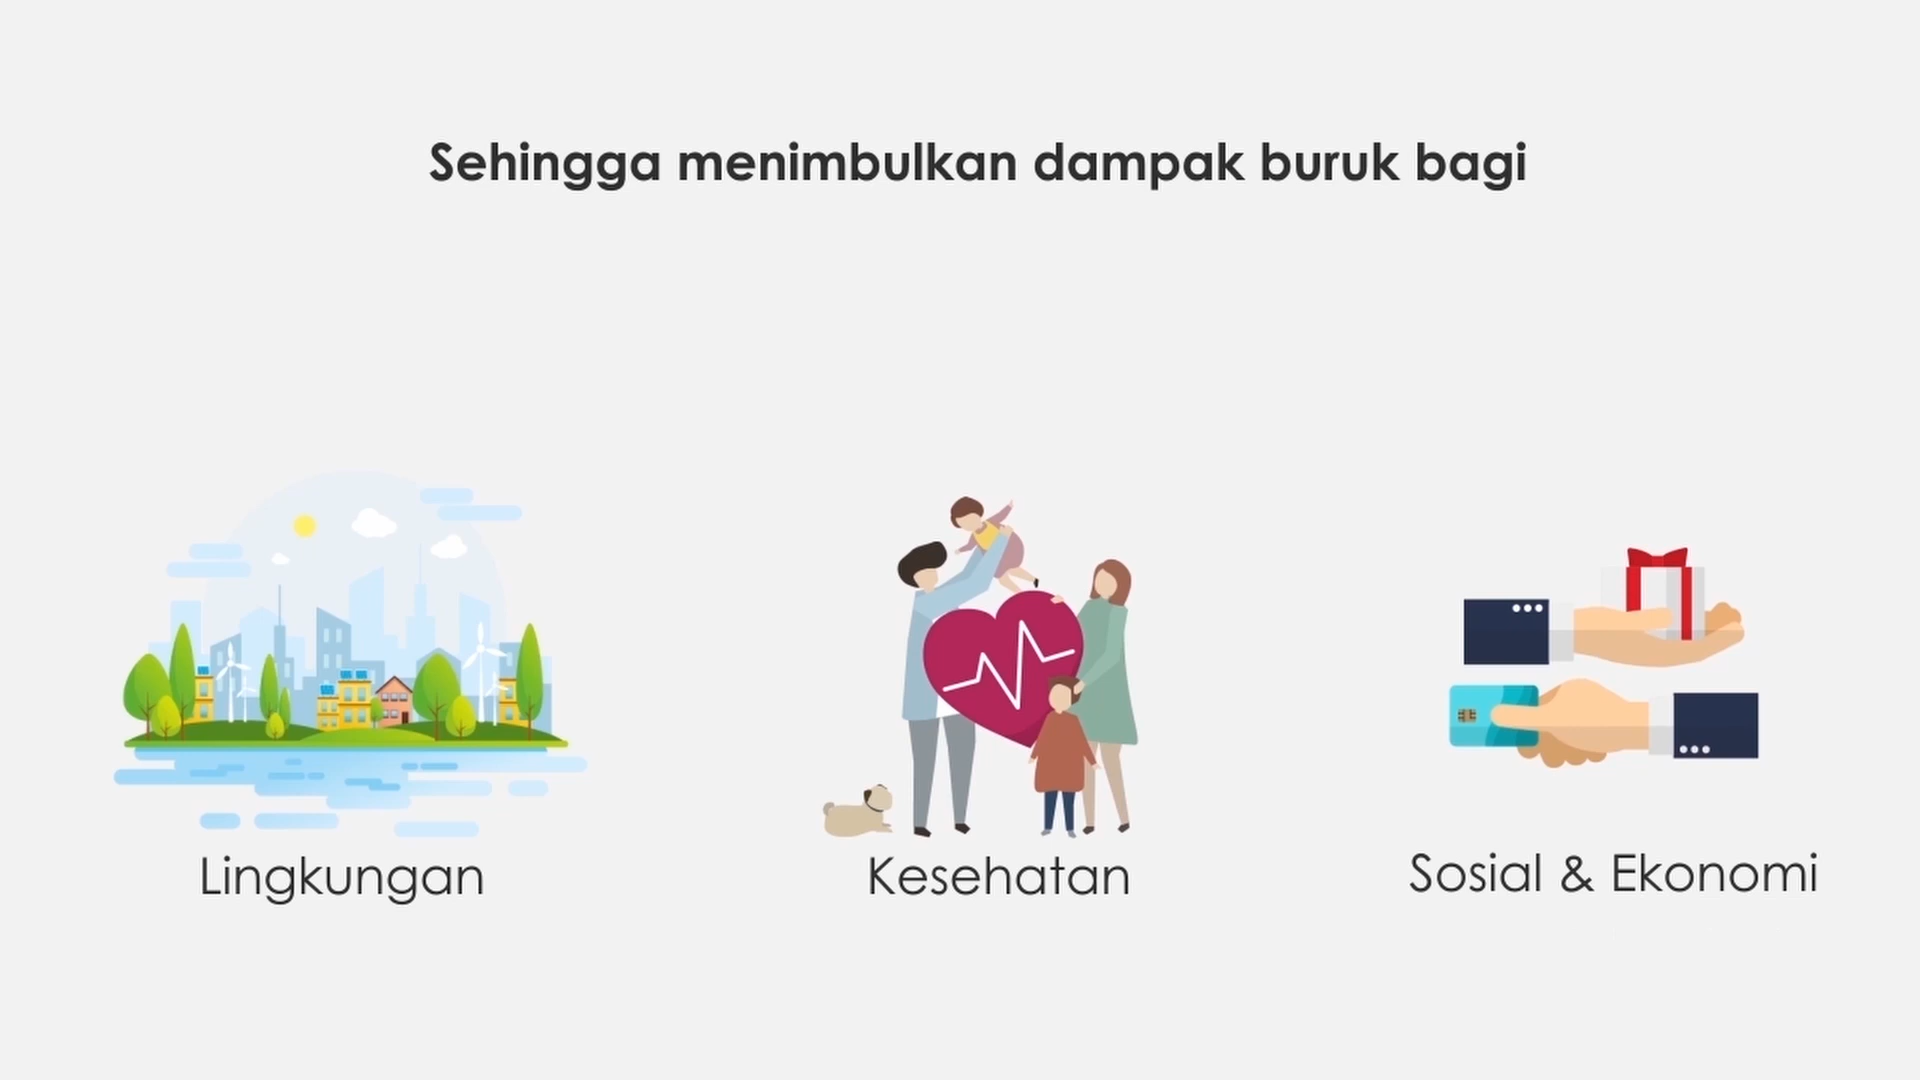 Sehingga menimbulkan dampak buruk bagi
Lingkungan
Kesehatan
Sosial & Ekonomi